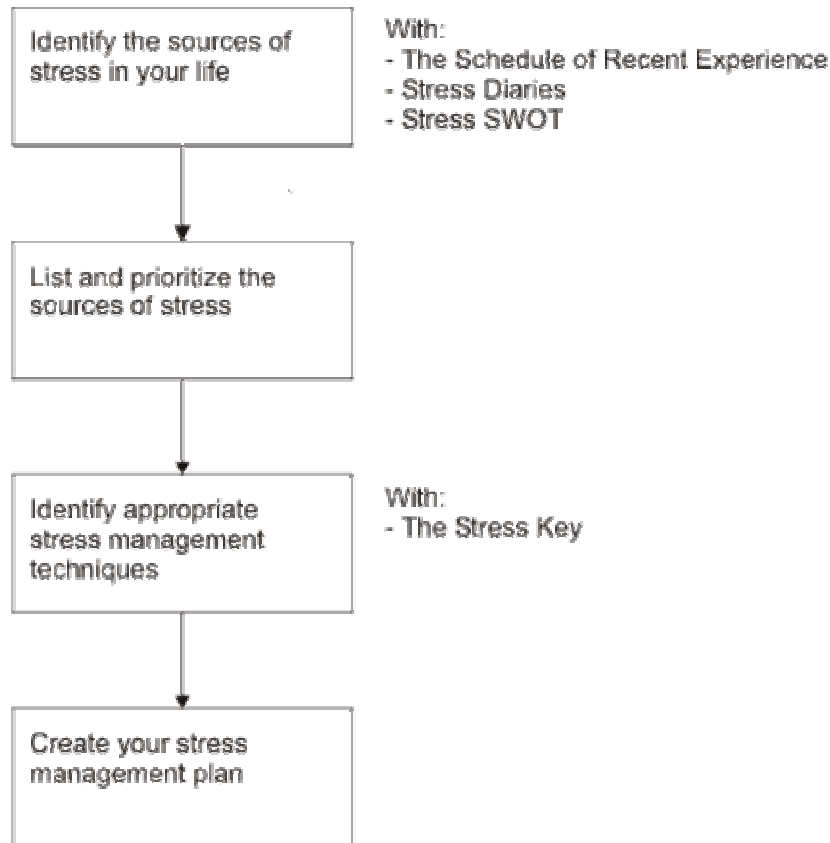 Identify the sources of
stress in your life
With:
- The Schedule of Recent Experience
- Stress Diaries
- Stress SWOT
List and prioritize the
sources of stress
Identify appropriate
stress management
techniques
With:
- The Stress Key
Create your stress
management plan